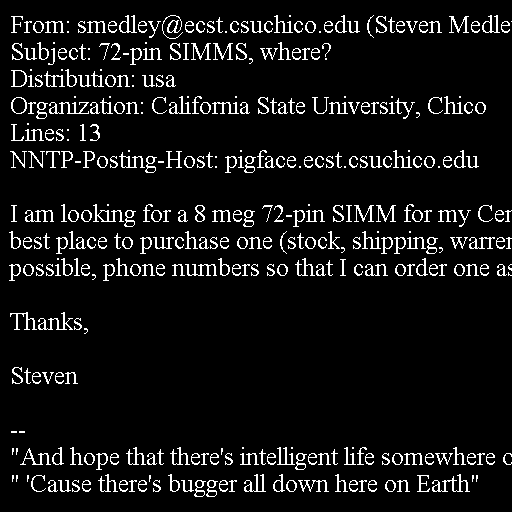 From: smedley@ecst.csuchico.edu (Steven Medle
Subject: 72-pin SIMMS, where?
Distribution: usa
Organization: California State University, Chico
Lines: 13
NNTP-Posting-Host: pigface.ecst.csuchico.edu

I am looking for a 8 meg 72-pin SIMM for my Cen
best place to purchase one (stock, shipping, warren
possible, phone numbers so that I can order one as

Thanks,

Steven

--
"And hope that there's intelligent life somewhere o
" 'Cause there's bugger all down here on Earth"